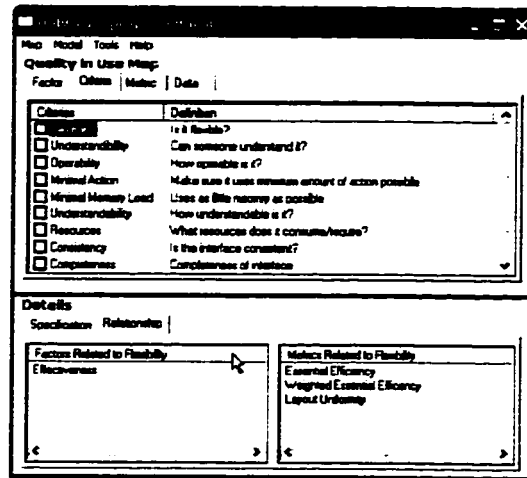 Map Model Tools Help
Quality in Use Map
Factor Criteria Metric Data
Criteria Definition
Is it flexible?
Understandibility Can someone understand it?
Operability How operable is it?
Minimal Action Make sure it uses minimum amount of action possible
Minimal Memory Load Uses as little memory as possible
Understandability How understandable is it?
Resources What resources does it consume/require?
Consistency Is the interface consistent?
Completeness Completeness of interface
Details
Specification Relationship
Factors Related to Flexibility Metrics Related to Flexibility
Effectiveness Essential Efficiency
Weighted Essential Efficiency
Layout Uniformity